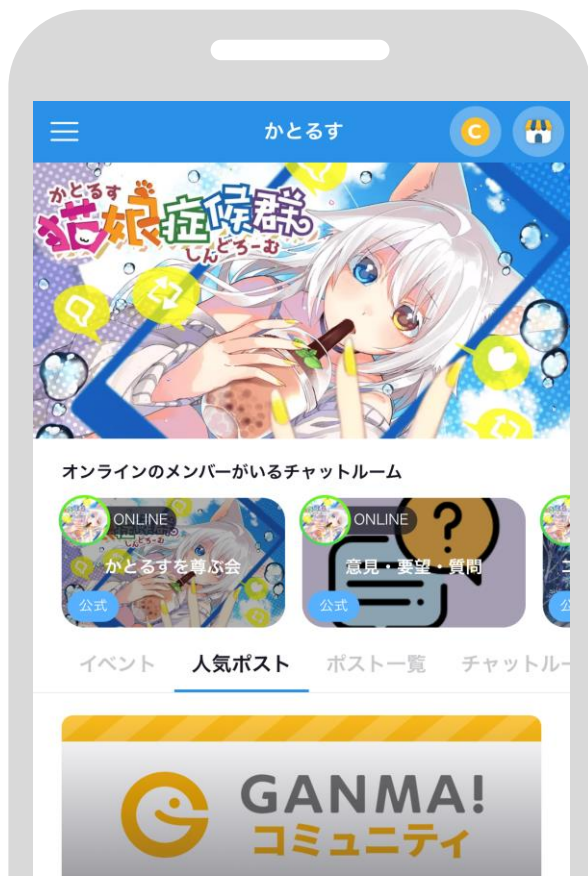 かとるす
C
かとるす
猫娘症候群
しんどろーむ
オンラインのメンバーがいるチャットルーム
ONLINE
かとるすを尊ぶ会
公式
ONLINE
意見・要望・質問
公式
イベント 人気ポスト ポスト一覧 チャットルー
GANMA!
コミュニティ